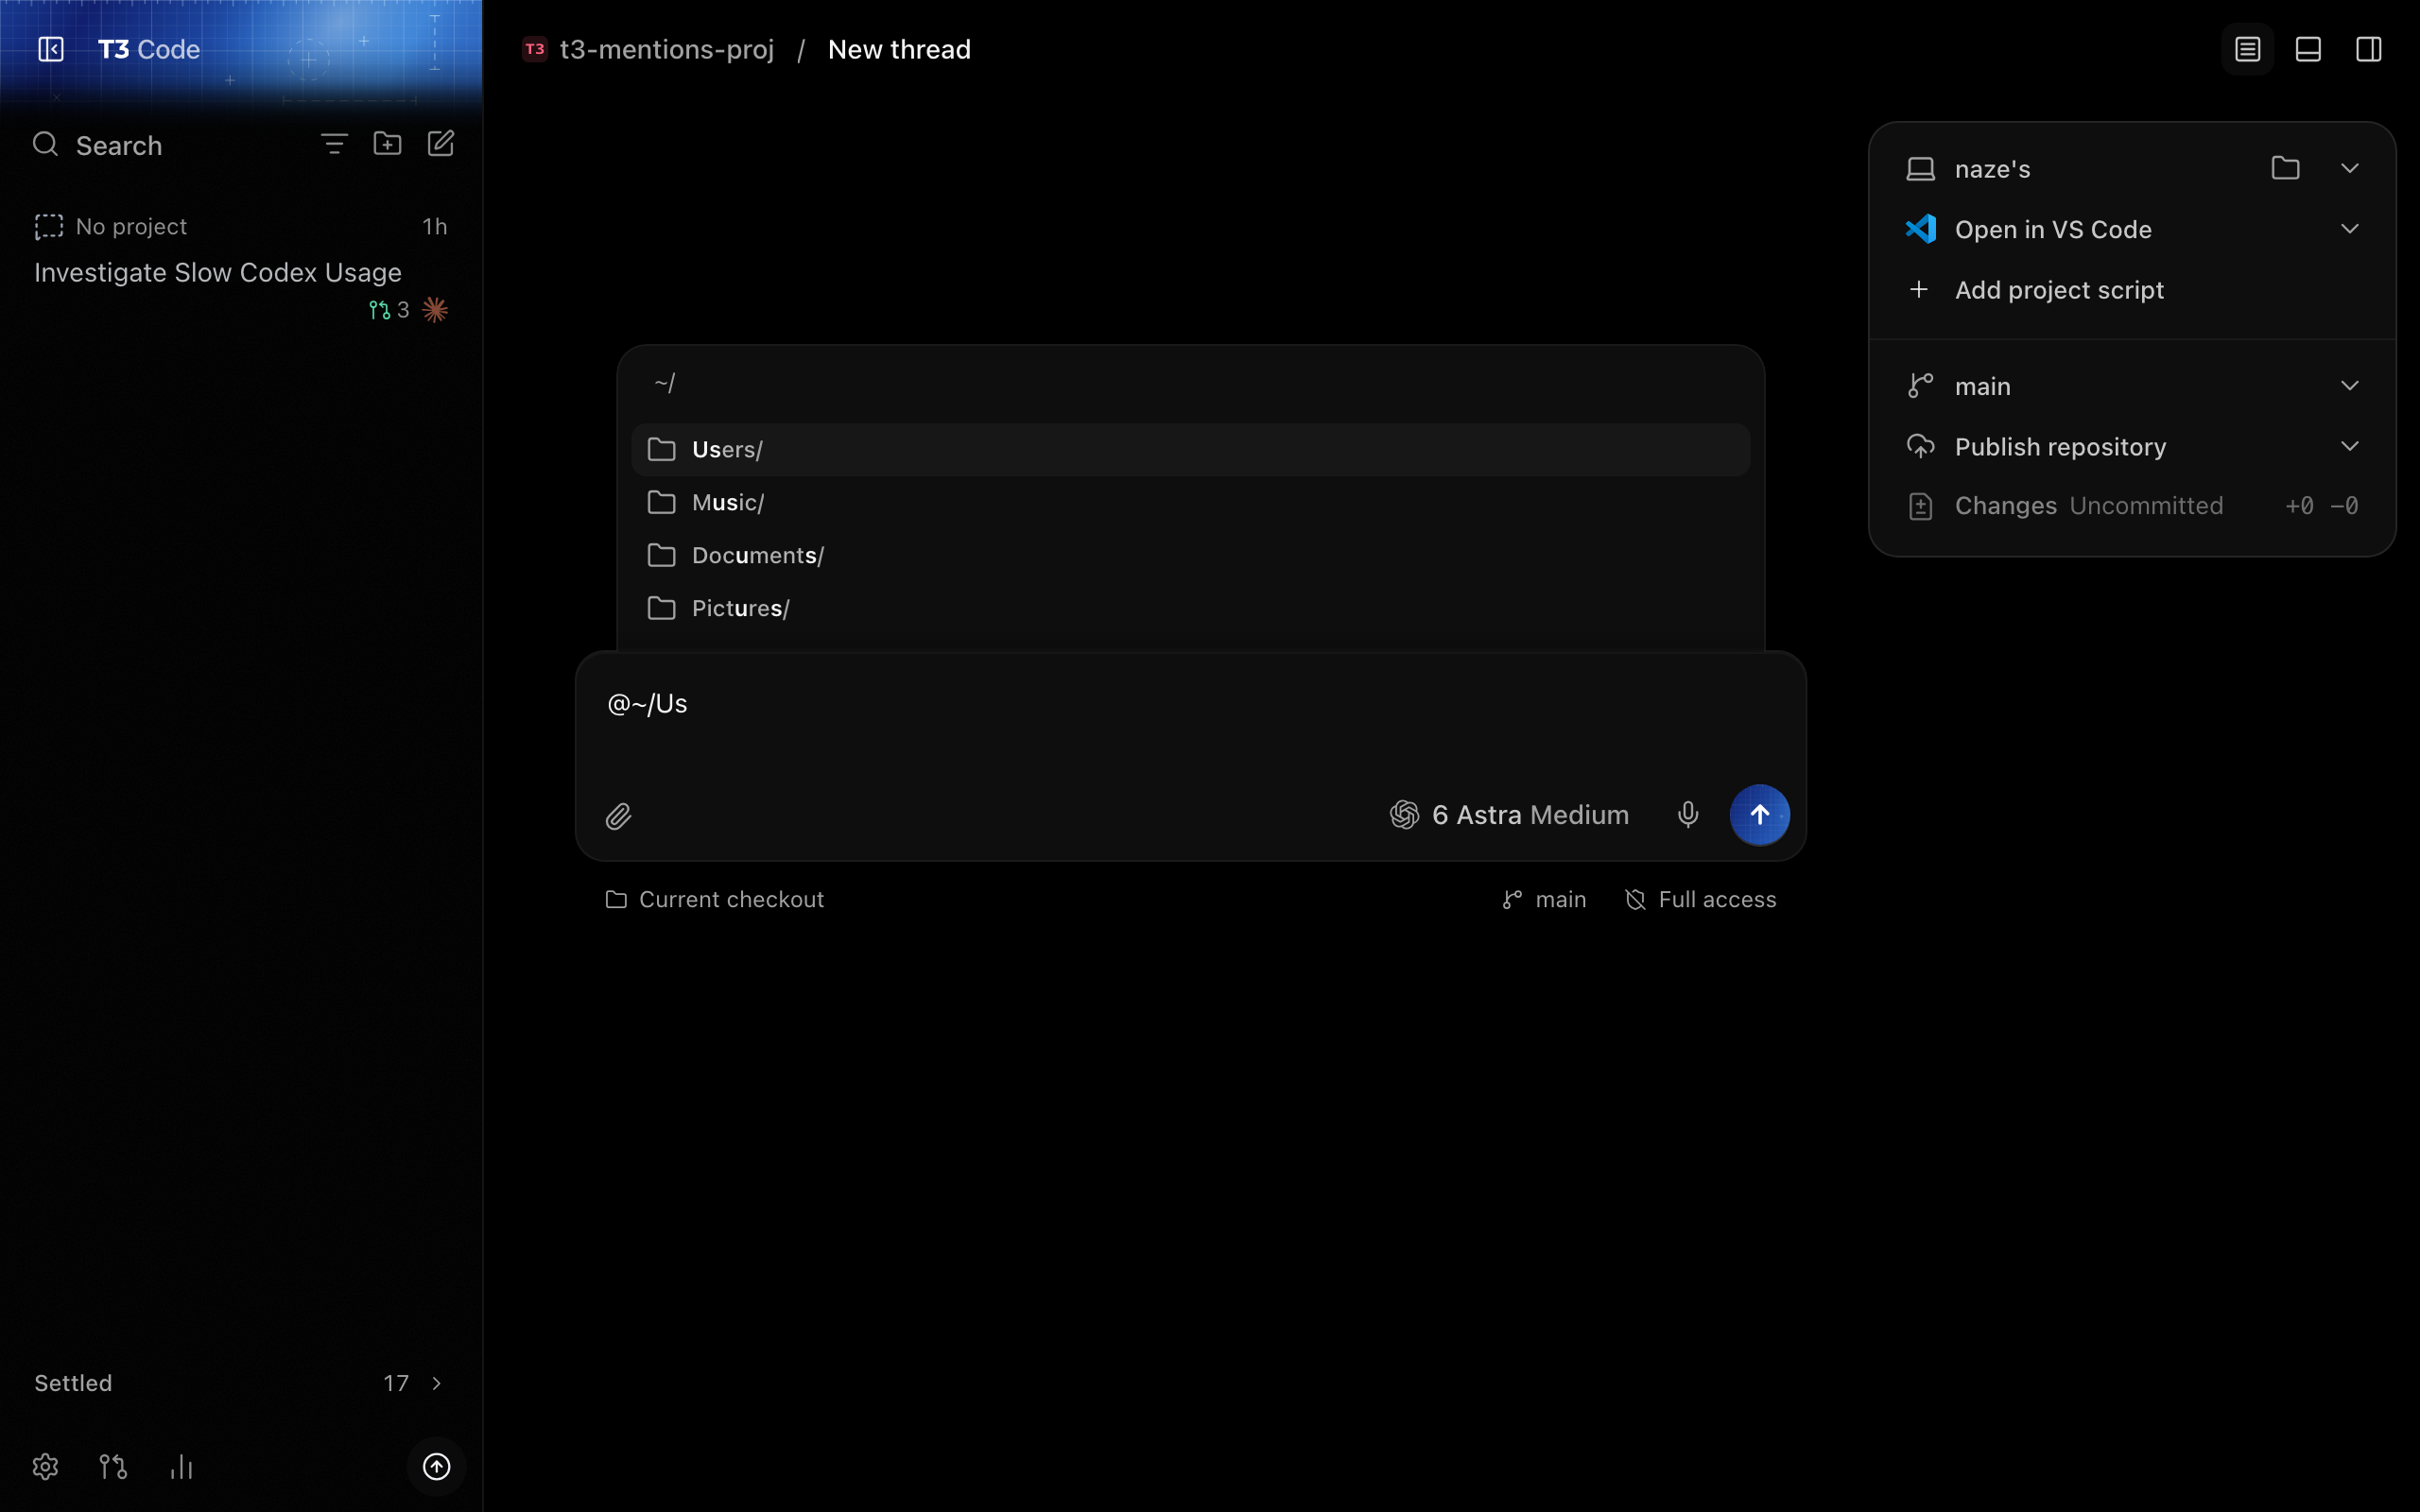 T3 Code
Search
No project 1h
Investigate Slow Codex Usage
3
Settled 17
T3 t3-mentions-proj / New thread
~/
Users/
Music/
Documents/
Pictures/
@~/Us
6 Astra Medium
Current checkout main Full access
naze's
Open in VS Code
Add project script
main
Publish repository
Changes Uncommitted +0 −0